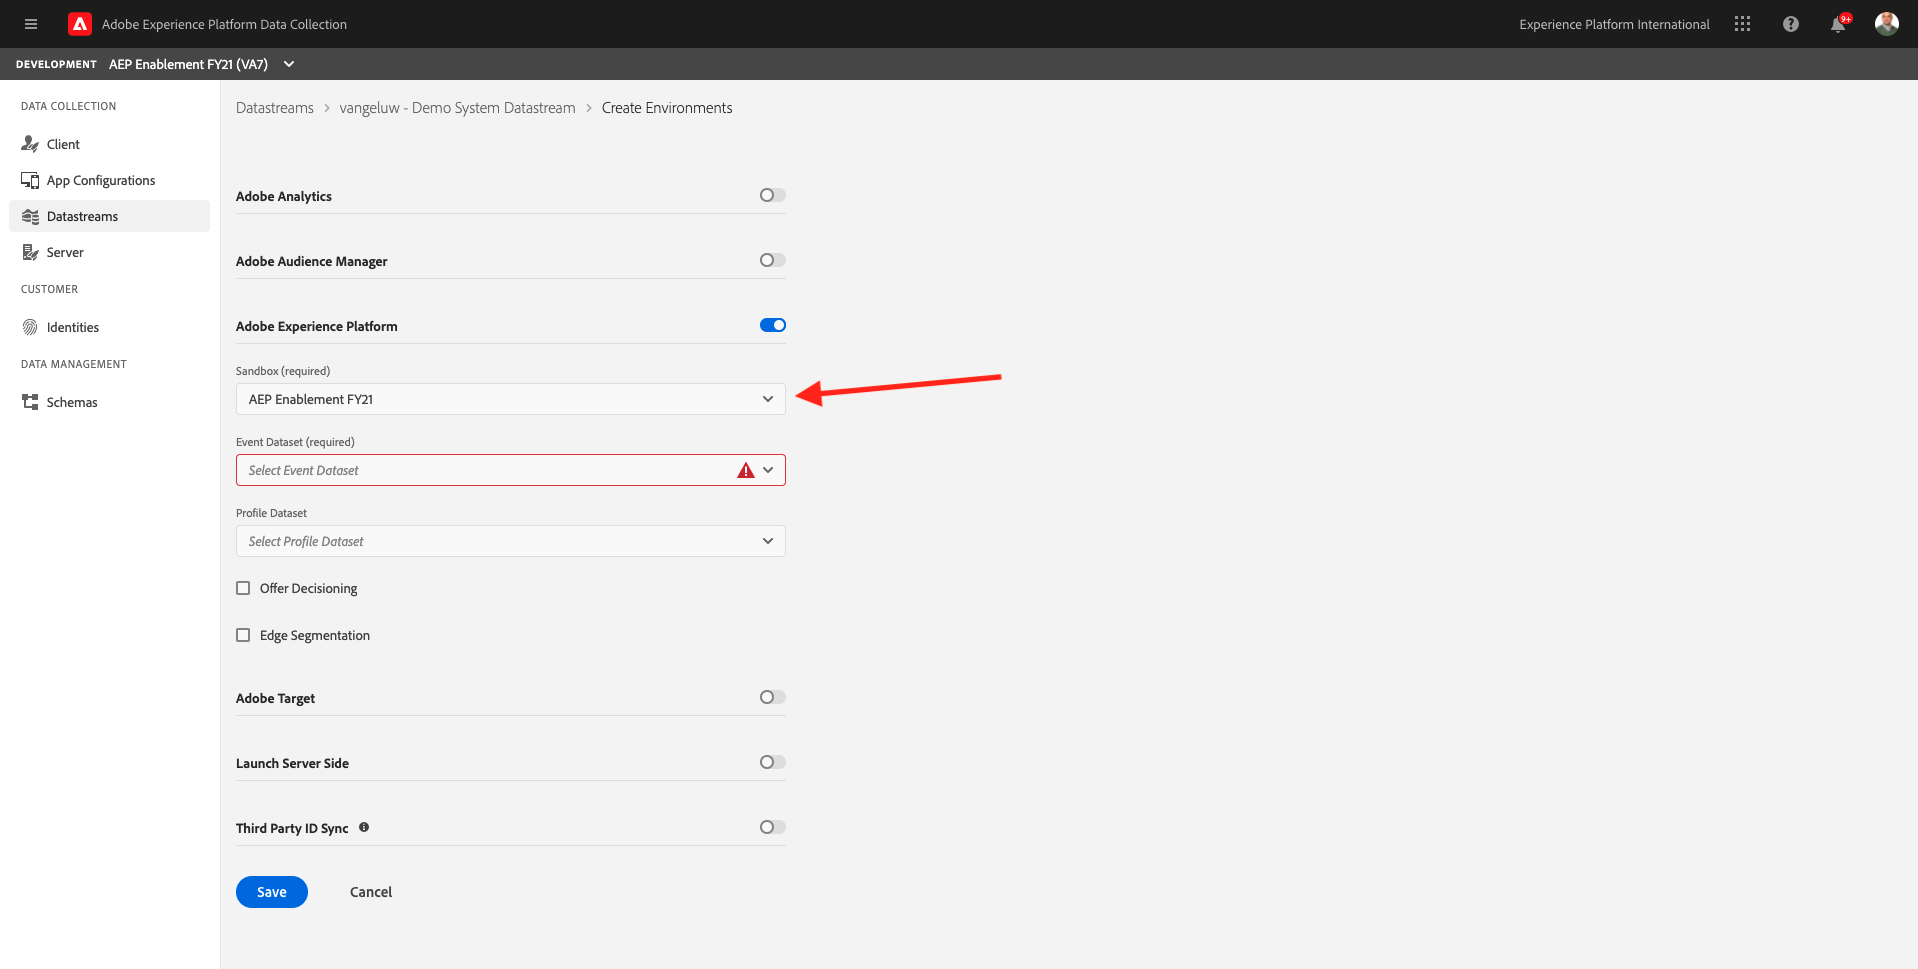 Adobe Experience Platform Data Collection
Experience Platform International
9+
DEVELOPMENT AEP Enablement FY21 (VA7)
DATA COLLECTION
Client
App Configurations
Datastreams
Server
CUSTOMER
Identities
DATA MANAGEMENT
Schemas
Datastreams > vangeluw - Demo System Datastream > Create Environments
Adobe Analytics
Adobe Audience Manager
Adobe Experience Platform
Sandbox (required)
AEP Enablement FY21
Event Dataset (required)
Select Event Dataset
Profile Dataset
Select Profile Dataset
Offer Decisioning
Edge Segmentation
Adobe Target
Launch Server Side
Third Party ID Sync
Save Cancel